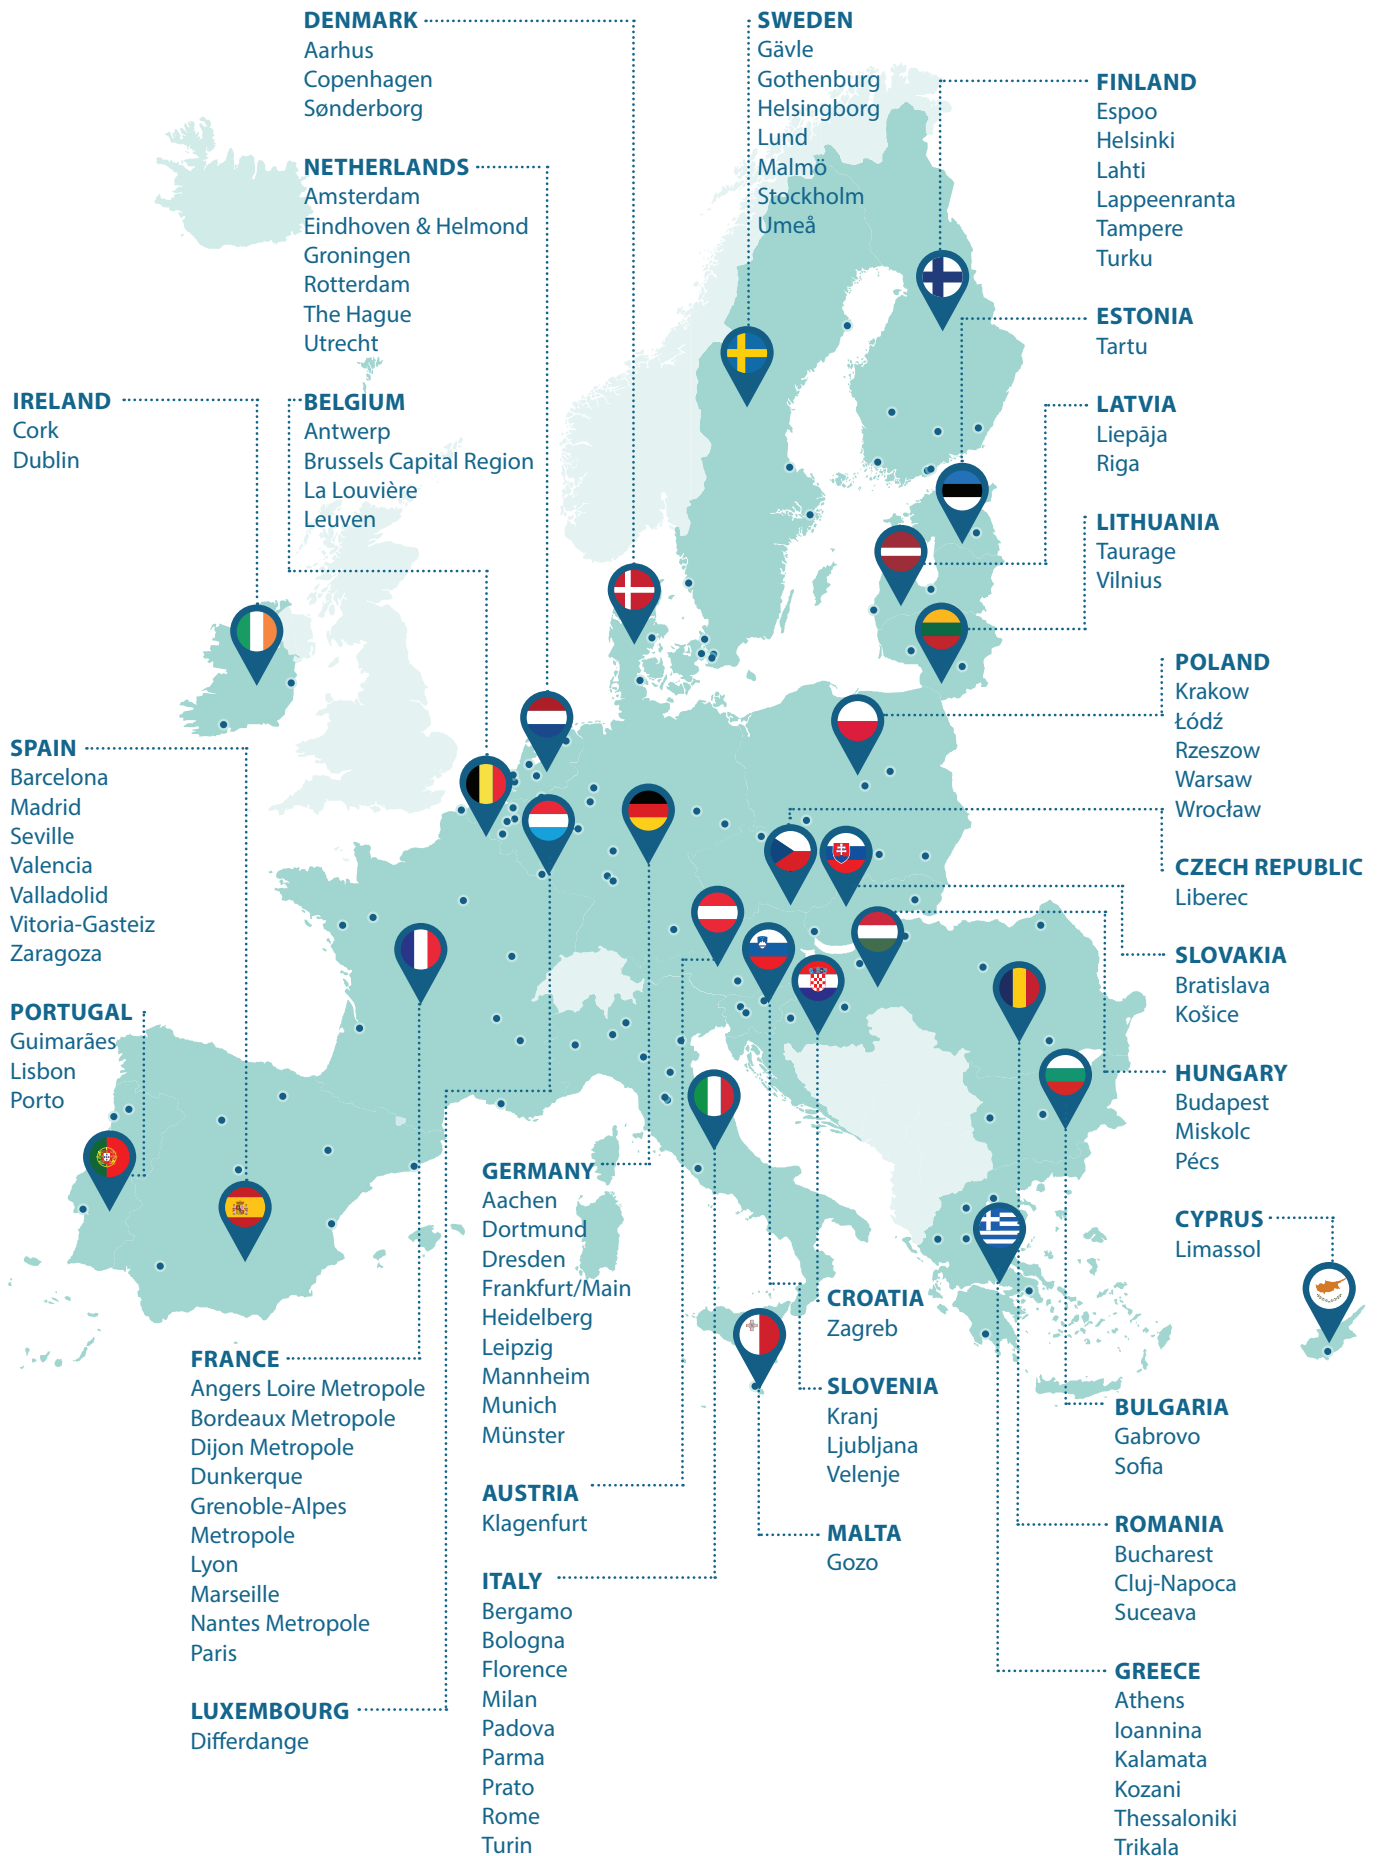 DENMARK
Aarhus
Copenhagen
Sønderborg
SWEDEN
Gävle
Gothenburg
Helsingborg
Lund
Malmö
Stockholm
Umeå
FINLAND
Espoo
Helsinki
Lahti
Lappeenranta
Tampere
Turku
NETHERLANDS
Amsterdam
Eindhoven & Helmond
Groningen
Rotterdam
The Hague
Utrecht
ESTONIA
Tartu
IRELAND
Cork
Dublin
BELGIUM
Antwerp
Brussels Capital Region
La Louvière
Leuven
LATVIA
Liepāja
Riga
LITHUANIA
Taurage
Vilnius
POLAND
Krakow
Łódź
Rzeszow
Warsaw
Wrocław
SPAIN
Barcelona
Madrid
Seville
Valencia
Valladolid
Vitoria-Gasteiz
Zaragoza
CZECH REPUBLIC
Liberec
SLOVAKIA
Bratislava
Košice
PORTUGAL
Guimarães
Lisbon
Porto
HUNGARY
Budapest
Miskolc
Pécs
GERMANY
Aachen
Dortmund
Dresden
Frankfurt/Main
Heidelberg
Leipzig
Mannheim
Munich
Münster
CYPRUS
Limassol
CROATIA
Zagreb
FRANCE
Angers Loire Metropole
Bordeaux Metropole
Dijon Metropole
Dunkerque
Grenoble-Alpes
Metropole
Lyon
Marseille
Nantes Metropole
Paris
SLOVENIA
Kranj
Ljubljana
Velenje
BULGARIA
Gabrovo
Sofia
AUSTRIA
Klagenfurt
MALTA
Gozo
ROMANIA
Bucharest
Cluj-Napoca
Suceava
ITALY
Bergamo
Bologna
Florence
Milan
Padova
Parma
Prato
Rome
Turin
LUXEMBOURG
Differdange
GREECE
Athens
Ioannina
Kalamata
Kozani
Thessaloniki
Trikala